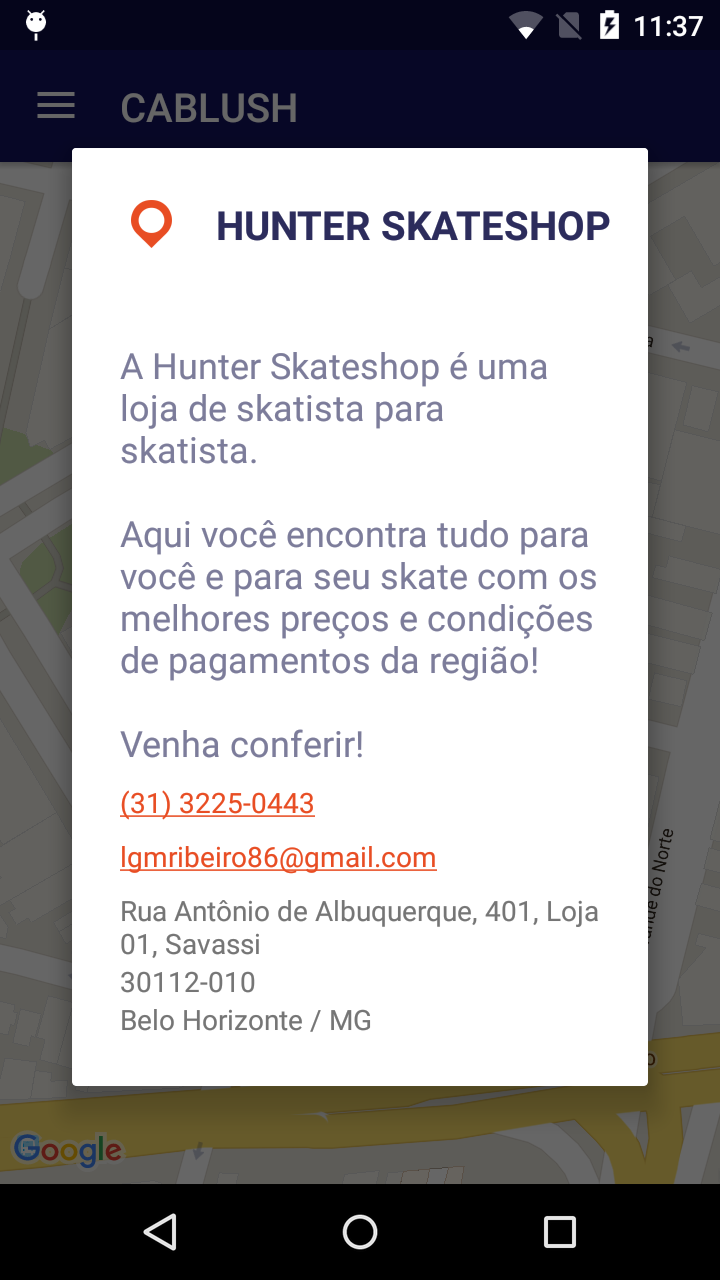 11:37
CABLUSH
HUNTER SKATESHOP
A Hunter Skateshop é uma
loja de skatista para
skatista.
Aqui você encontra tudo para
você e para seu skate com os
melhores preços e condições
de pagamentos da região!
Venha conferir!
(31) 3225-0443
lgmribeiro86@gmail.com
Rua Antônio de Albuquerque, 401, Loja
01, Savassi
30112-010
Belo Horizonte / MG
do Norte
Google